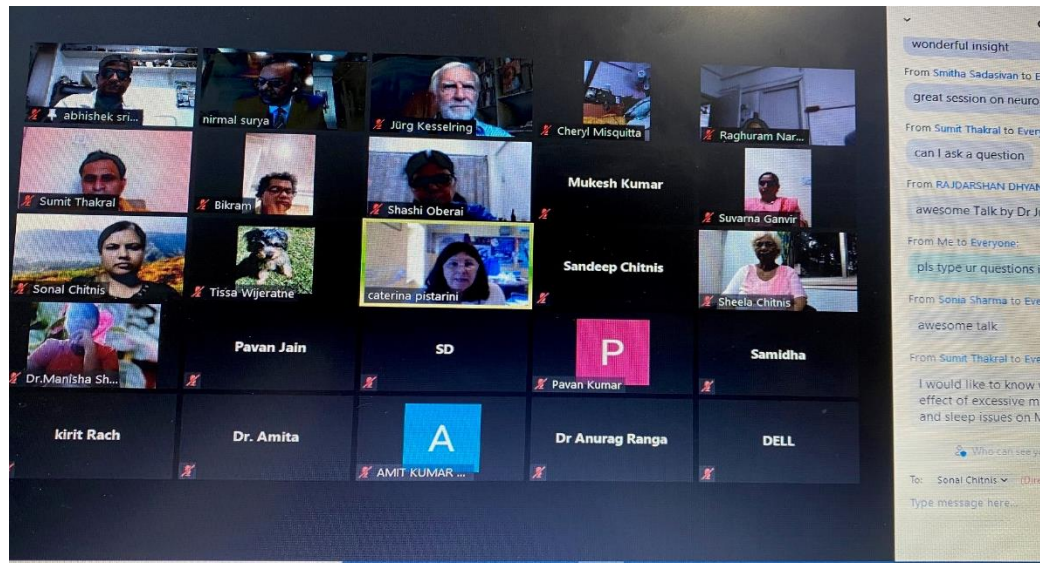 abhishek sri...
nirmal surya
Jürg Kesselring
Cheryl Misquitta
Raghuram Nar...
Sumit Thakral
Bikram
Shashi Oberai
Mukesh Kumar
Suvarna Ganvir
Sonal Chitnis
Tissa Wijeratne
caterina pistarini
Sandeep Chitnis
Sheela Chitnis
Dr.Manisha Sh...
Pavan Jain
SD
P
Pavan Kumar
Samidha
kirit Rach
Dr. Amita
A
AMIT KUMAR ...
Dr Anurag Ranga
DELL
wonderful insight
From Smitha Sadasivan to E
great session on neuro
From Sumit Thakral to Every
can I ask a question
From RAJDARSHAN DHYAN
awesome Talk by Dr J
From Me to Everyone:
pls type ur questions i
From Sonia Sharma to Eve
awesome talk
From Sumit Thakral to Eve
I would like to know
effect of excessive m
and sleep issues on M
Who can see yo
To: Sonal Chitnis (Dire
Type message here...